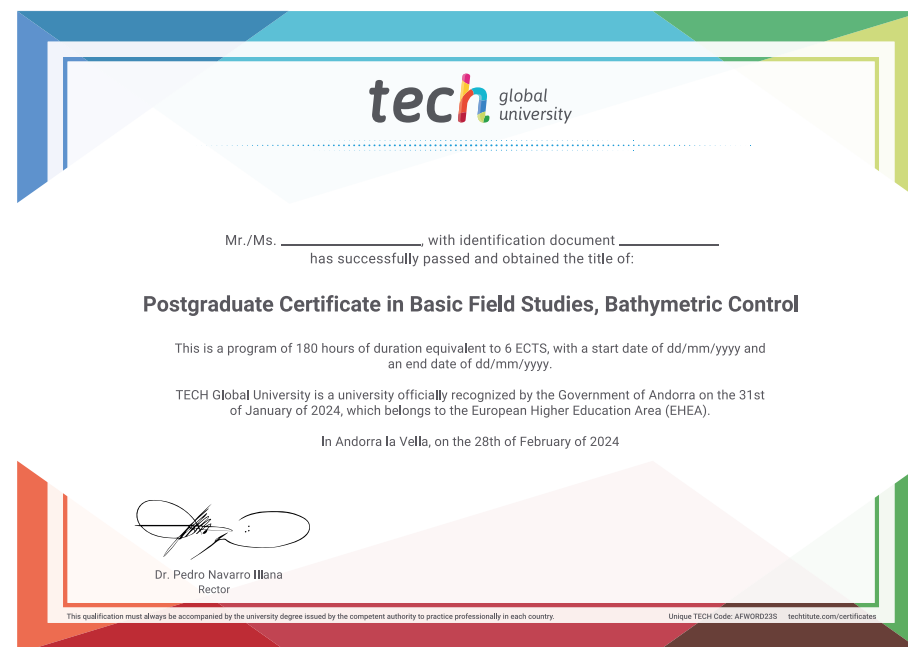 tech global
university
Mr./Ms. ____________________, with identification document ______________
has successfully passed and obtained the title of:
Postgraduate Certificate in Basic Field Studies, Bathymetric Control
This is a program of 180 hours of duration equivalent to 6 ECTS, with a start date of dd/mm/yyyy and
an end date of dd/mm/yyyy.
TECH Global University is a university officially recognized by the Government of Andorra on the 31st
of January of 2024, which belongs to the European Higher Education Area (EHEA).
In Andorra la Vella, on the 28th of February of 2024
Dr. Pedro Navarro Illana
Rector
This qualification must always be accompanied by the university degree issued by the competent authority to practice professionally in each country. Unique TECH Code: AFWORD23S techtitute.com/certificates